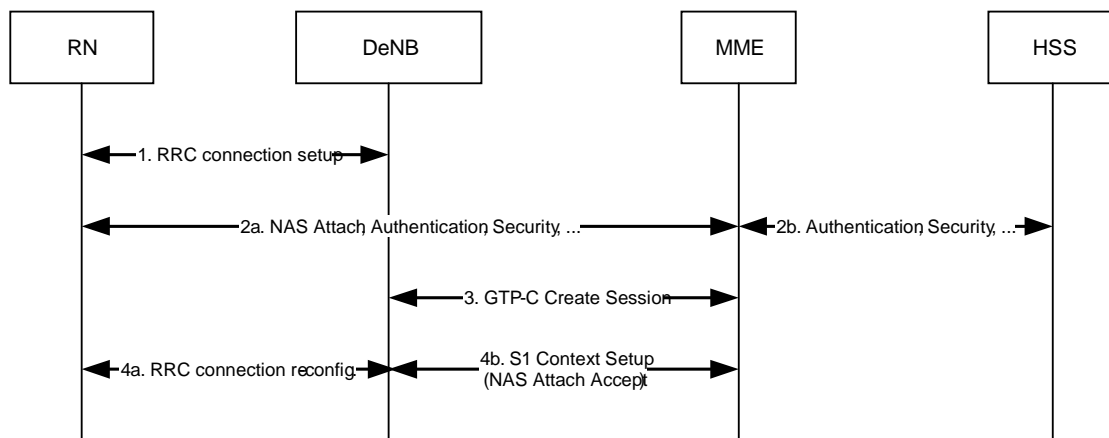 RN
DeNB
MME
HSS
1. RRC connection setup
2a. NAS Attach, Authentication, Security, ...
2b. Authentication, Security, ...
3. GTP-C Create Session
4a. RRC connection reconfig.
4b. S1 Context Setup
(NAS Attach Accept)